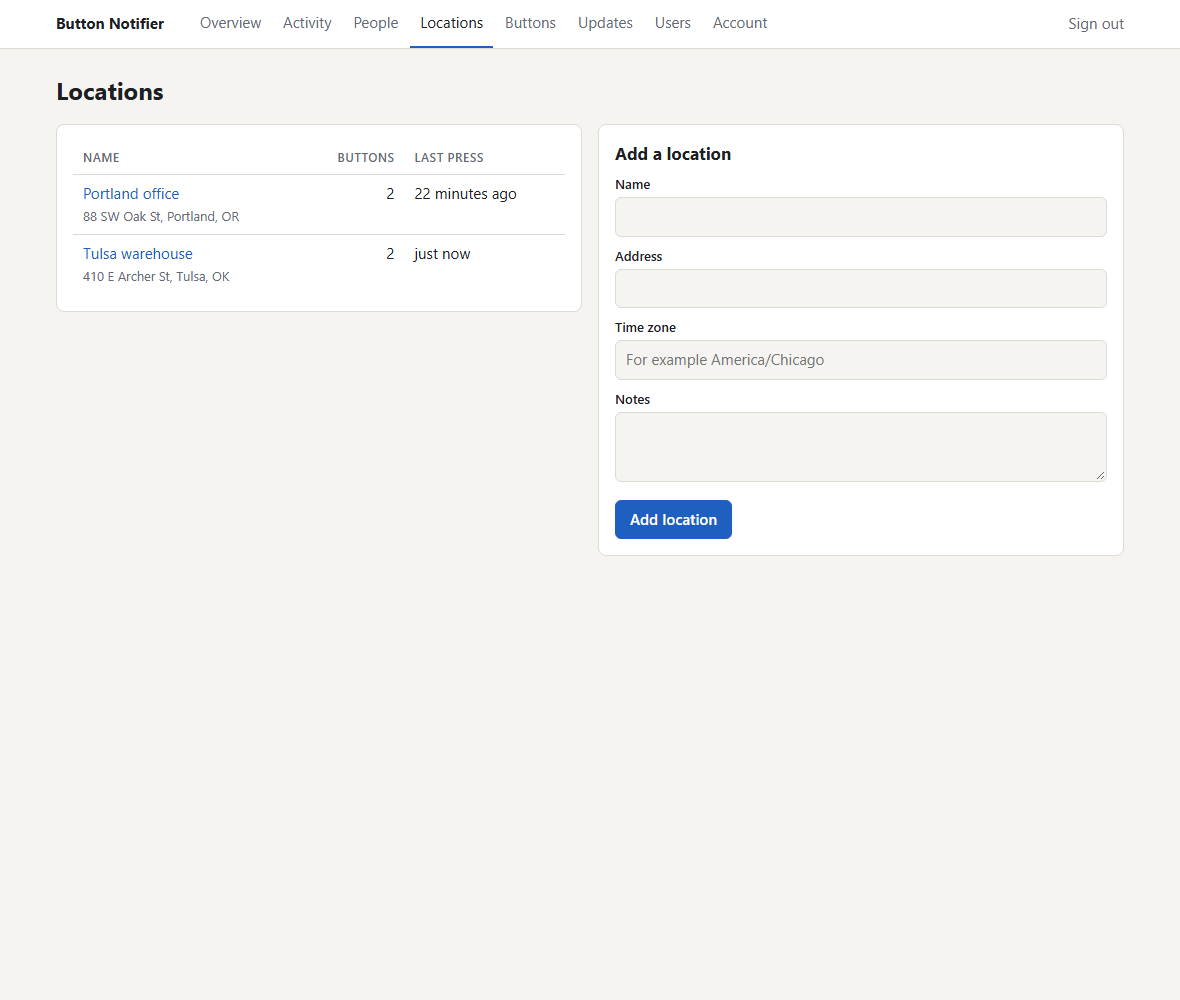 Button Notifier Overview Activity People Locations Buttons Updates Users Account Sign out
Locations
NAME BUTTONS LAST PRESS
Portland office 2 22 minutes ago
88 SW Oak St, Portland, OR
Tulsa warehouse 2 just now
410 E Archer St, Tulsa, OK
Add a location
Name
Address
Time zone
For example America/Chicago
Notes
Add location